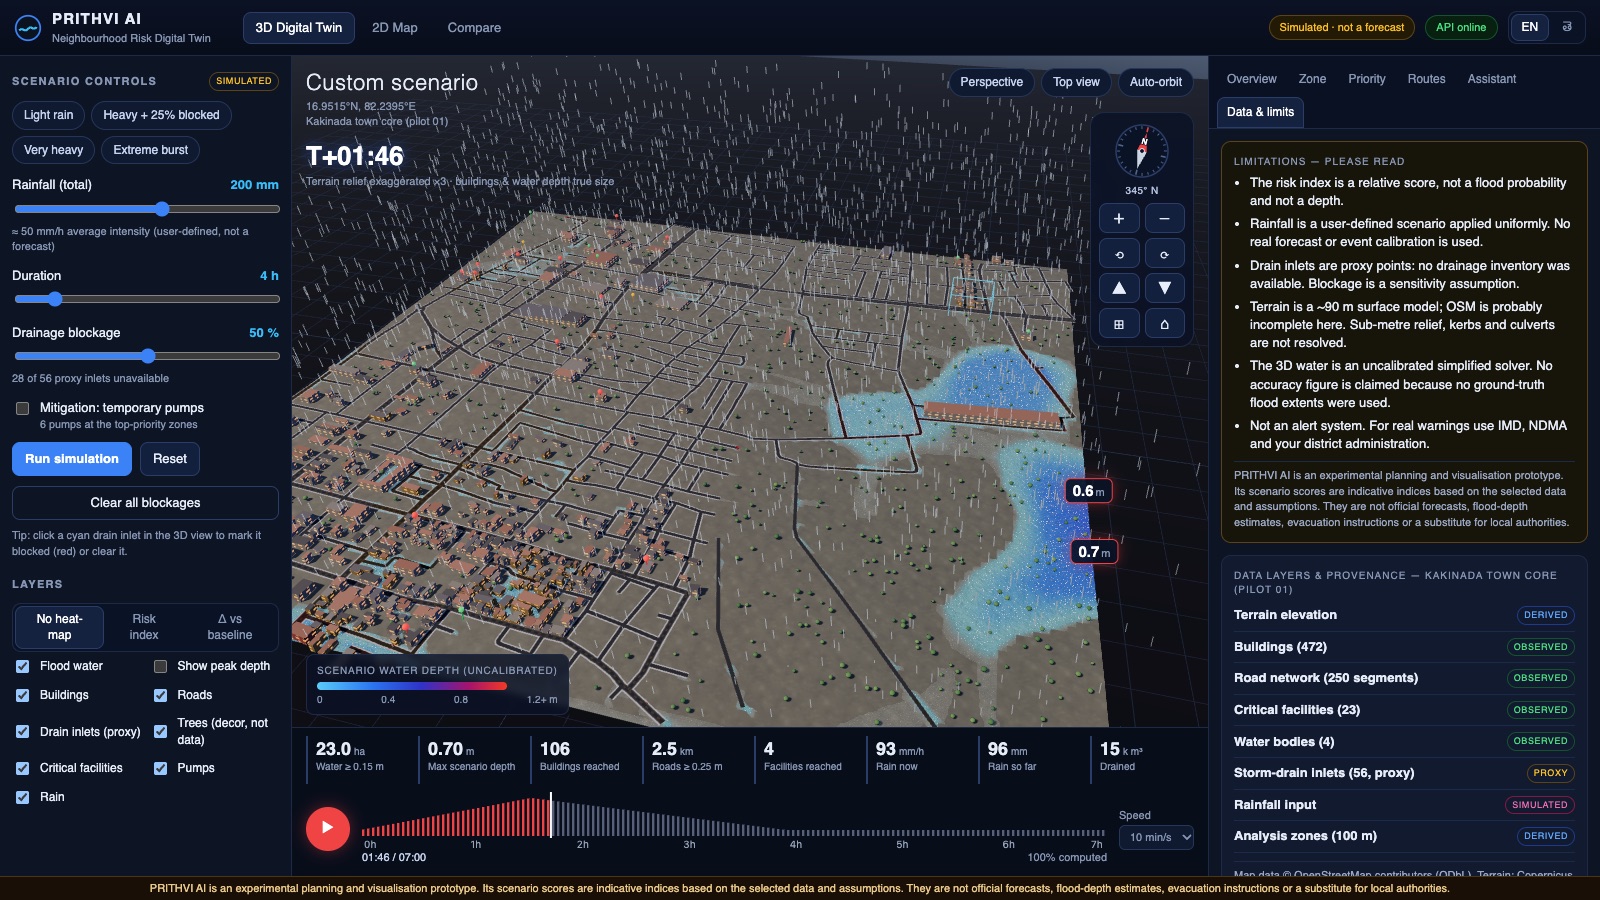 PRITHVI AI
Neighbourhood Risk Digital Twin
3D Digital Twin
2D Map
Compare
Simulated · not a forecast
API online
EN
SCENARIO CONTROLS
SIMULATED
Light rain
Heavy + 25% blocked
Very heavy
Extreme burst
Rainfall (total)
200 mm
≈ 50 mm/h average intensity (user-defined, not a
forecast)
Duration
4 h
Drainage blockage
50 %
28 of 56 proxy inlets unavailable
Mitigation: temporary pumps
6 pumps at the top-priority zones
Run simulation
Reset
Clear all blockages
Tip: click a cyan drain inlet in the 3D view to mark it
blocked (red) or clear it.
LAYERS
No heat-
map
Risk
index
Δ vs
baseline
Flood water
Show peak depth
Buildings
Roads
Drain inlets (proxy)
Trees (decor, not
data)
Critical facilities
Pumps
Rain
Custom scenario
16.9515°N, 82.2395°E
Kakinada town core (pilot 01)
T+01:46
Terrain relief exaggerated ×3 · buildings & water depth true size
Perspective
Top view
Auto-orbit
N
345° N
+
−
0.6 m
0.7 m
SCENARIO WATER DEPTH (UNCALIBRATED)
0
0.4
0.8
1.2+ m
23.0 ha
Water ≥ 0.15 m
0.70 m
Max scenario depth
106
Buildings reached
2.5 km
Roads ≥ 0.25 m
4
Facilities reached
93 mm/h
Rain now
96 mm
Rain so far
15 k m³
Drained
0h
1h
2h
3h
4h
5h
6h
7h
01:46 / 07:00
100% computed
Speed
10 min/s
Overview
Zone
Priority
Routes
Assistant
Data & limits
LIMITATIONS — PLEASE READ
• The risk index is a relative score, not a flood probability
and not a depth.
• Rainfall is a user-defined scenario applied uniformly. No
real forecast or event calibration is used.
• Drain inlets are proxy points: no drainage inventory was
available. Blockage is a sensitivity assumption.
• Terrain is a ~90 m surface model; OSM is probably
incomplete here. Sub-metre relief, kerbs and culverts
are not resolved.
• The 3D water is an uncalibrated simplified solver. No
accuracy figure is claimed because no ground-truth
flood extents were used.
• Not an alert system. For real warnings use IMD, NDMA
and your district administration.
PRITHVI AI is an experimental planning and visualisation prototype.
Its scenario scores are indicative indices based on the selected data
and assumptions. They are not official forecasts, flood-depth
estimates, evacuation instructions or a substitute for local authorities.
DATA LAYERS & PROVENANCE — KAKINADA TOWN CORE
(PILOT 01)
Terrain elevation
DERIVED
Buildings (472)
OBSERVED
Road network (250 segments)
OBSERVED
Critical facilities (23)
OBSERVED
Water bodies (4)
OBSERVED
Storm-drain inlets (56, proxy)
PROXY
Rainfall input
SIMULATED
Analysis zones (100 m)
DERIVED
Map data © OpenStreetMap contributors (ODbL). Terrain: Copernicus
PRITHVI AI is an experimental planning and visualisation prototype. Its scenario scores are indicative indices based on the selected data and assumptions. They are not official forecasts, flood-depth estimates, evacuation instructions or a substitute for local authorities.